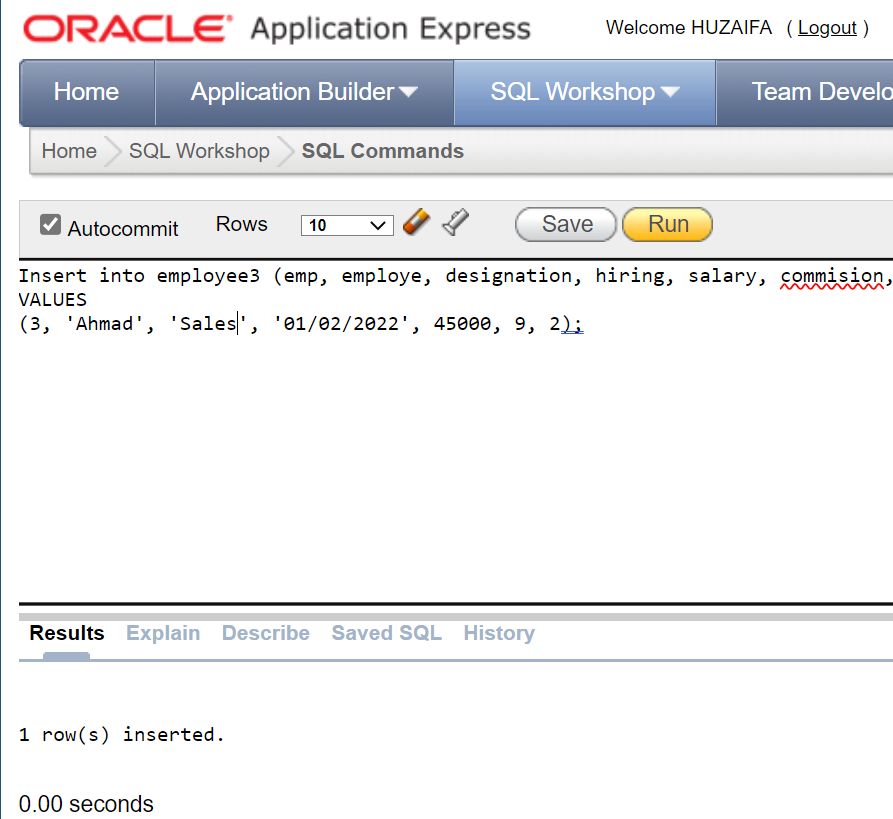 ORACLE® Application Express
Welcome HUZAIFA ( Logout )
Home
Application Builder
SQL Workshop
Team Develo
Home
SQL Workshop
SQL Commands
Autocommit
Rows
10
Save
Run
Insert into employee3 (emp, employe, designation, hiring, salary, commision,
VALUES
(3, 'Ahmad', 'Sales', '01/02/2022', 45000, 9, 2);
Results
Explain
Describe
Saved SQL
History
1 row(s) inserted.
0.00 seconds